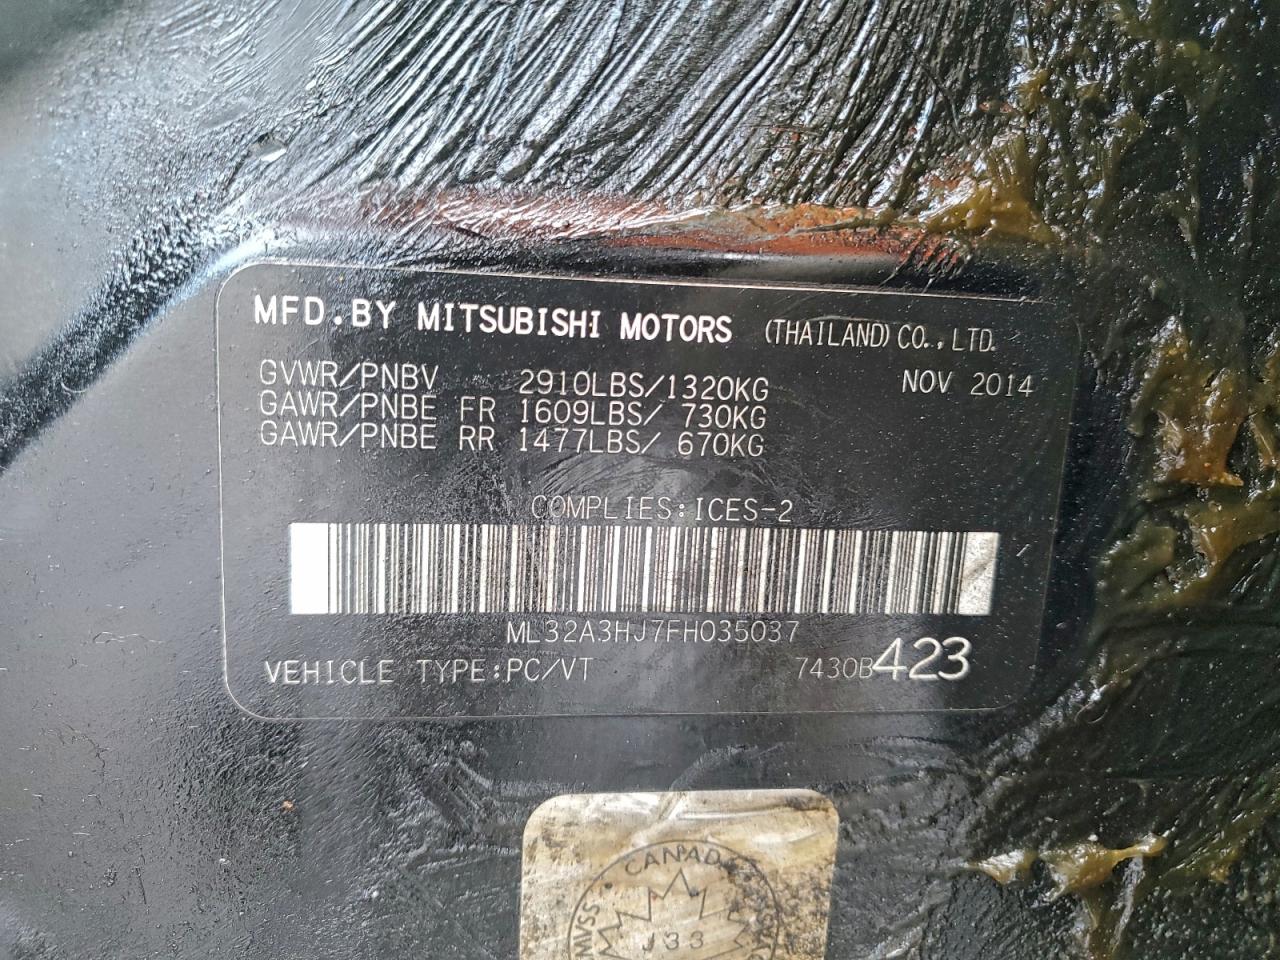 MFD.BY MITSUBISHI MOTORS (THAILAND) CO.,LTD.
GVWR/PNBV 2910LBS/1320KG NOV 2014
GAWR/PNBE FR 1609LBS/ 730KG
GAWR/PNBE RR 1477LBS/ 670KG
COMPLIES:ICES-2
ML32A3HJ7FH035037
VEHICLE TYPE:PC/VT 7430B423
CANADA
J33